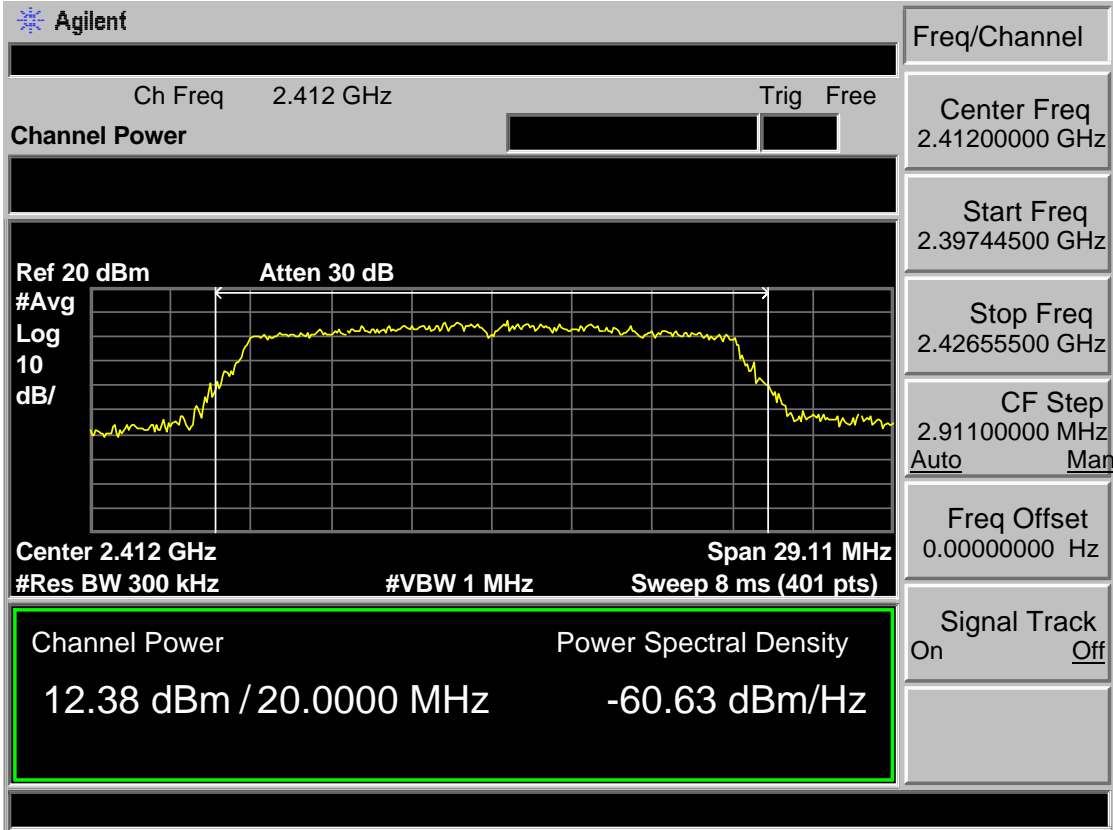 Agilent
Freq/Channel
Ch Freq 2.412 GHz Trig Free
Channel Power
Center Freq
2.41200000 GHz
Start Freq
2.39744500 GHz
Stop Freq
2.42655500 GHz
CF Step
2.91100000 MHz
Auto Man
Freq Offset
0.00000000 Hz
Signal Track
On Off
Ref 20 dBm Atten 30 dB
#Avg
Log
10
dB/
Center 2.412 GHz Span 29.11 MHz
#Res BW 300 kHz #VBW 1 MHz Sweep 8 ms (401 pts)
Channel Power Power Spectral Density
12.38 dBm / 20.0000 MHz -60.63 dBm/Hz